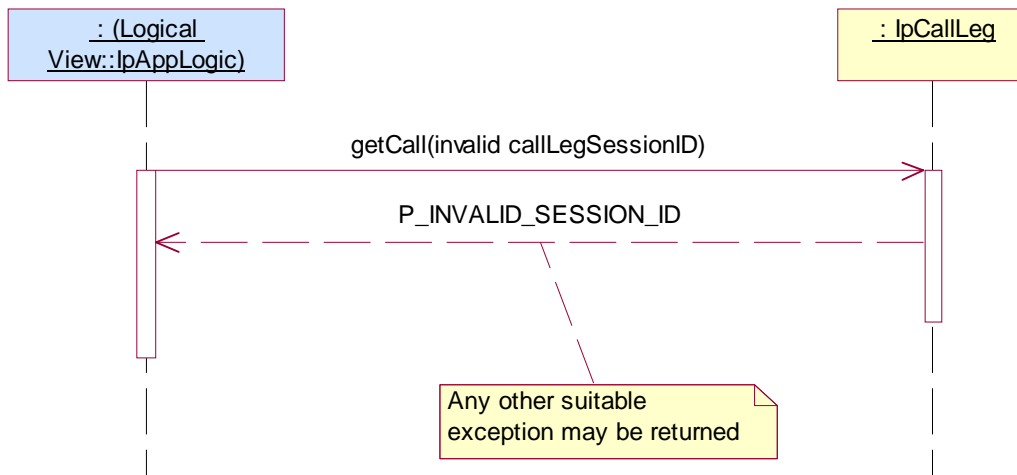 : (Logical
View::IpAppLogic)
: IpCallLeg
getCall(invalid callLegSessionID)
P_INVALID_SESSION_ID
Any other suitable
exception may be returned